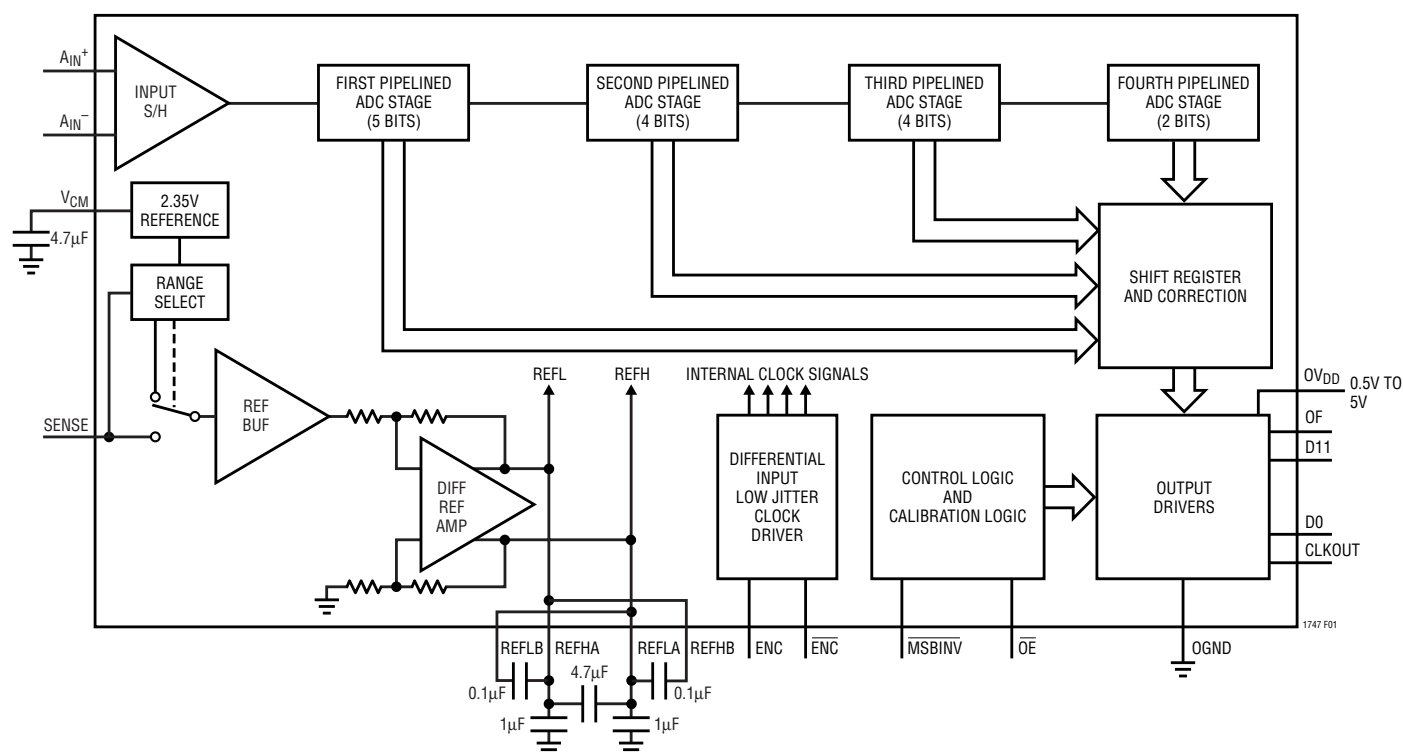 AIN+
AIN–
INPUT
S/H
FIRST PIPELINED
ADC STAGE
(5 BITS)
SECOND PIPELINED
ADC STAGE
(4 BITS)
THIRD PIPELINED
ADC STAGE
(4 BITS)
FOURTH PIPELINED
ADC STAGE
(2 BITS)
VCM
4.7µF
2.35V
REFERENCE
RANGE
SELECT
SHIFT REGISTER
AND CORRECTION
SENSE
REF
BUF
DIFF
REF
AMP
REFL
REFH
INTERNAL CLOCK SIGNALS
DIFFERENTIAL
INPUT
LOW JITTER
CLOCK
DRIVER
CONTROL LOGIC
AND
CALIBRATION LOGIC
OUTPUT
DRIVERS
OVDD
0.5V TO
5V
OF
D11
D0
CLKOUT
1747 F01
REFLB
REFHA
REFLA
REFHB
ENC
E̅N̅C̅
M̅S̅B̅I̅N̅V̅
O̅E̅
OGND
4.7µF
0.1µF
0.1µF
1µF
1µF